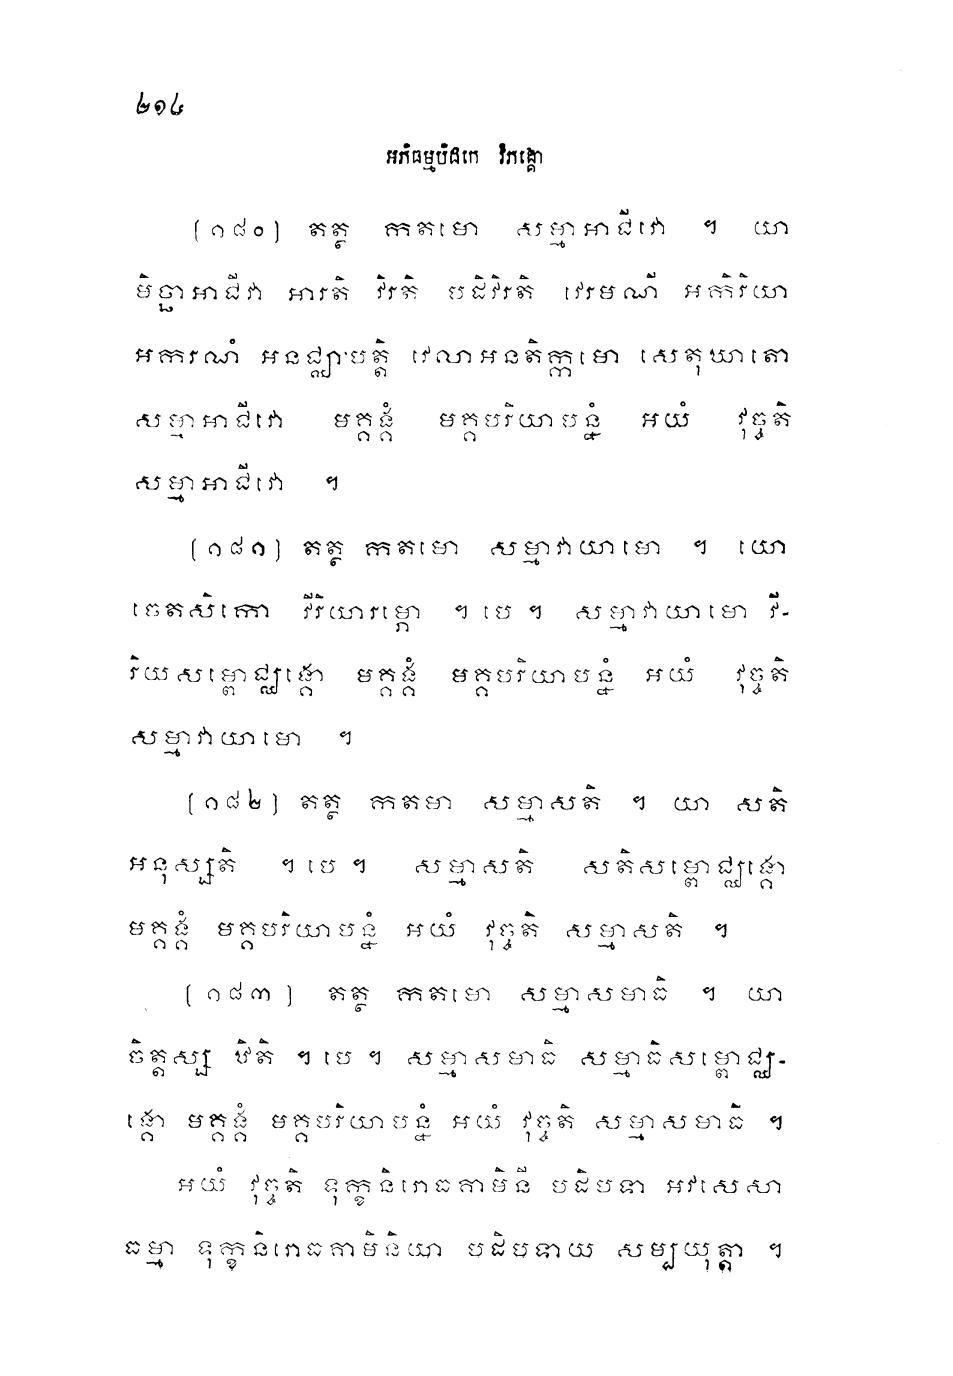 ២១៤
អភិធម្មបិដកេ វិភង្គោ
(១៨០) តត្ថ កតមោ សម្មាអាជីវោ ។ យា
មិច្ឆាអាជីវា អារតិ វិរតិ បដិវិរតិ វេរមណី អកិរិយា
អករណំ អនជ្ឈាបត្តិ វេលាអនតិក្កមោ សេតុឃាតោ
សម្មាអាជីវោ មគ្គង្គំ មគ្គបរិយាបន្នំ អយំ វុច្ចតិ
សម្មាអាជីវោ ។
(១៨១) តត្ថ កតមោ សម្មាវាយាមោ ។ យោ
ចេតសិកោ វីរិយារម្ភោ ។ បេ ។ សម្មាវាយាមោ វី-
រិយសម្ពោជ្ឈង្គោ មគ្គង្គំ មគ្គបរិយាបន្នំ អយំ វុច្ចតិ
សម្មាវាយាមោ ។
(១៨២) តត្ថ កតមា សម្មាសតិ ។ យា សតិ
អនុស្សតិ ។ បេ ។ សម្មាសតិ សតិសម្ពោជ្ឈង្គោ
មគ្គង្គំ មគ្គបរិយាបន្នំ អយំ វុច្ចតិ សម្មាសតិ ។
(១៨៣) តត្ថ កតមោ សម្មាសមាធិ ។ យា
ចិត្តស្ស ឋិតិ ។ បេ ។ សម្មាសមាធិ សម្មាធិសម្ពោជ្ឈ-
ង្គោ មគ្គង្គំ មគ្គបរិយាបន្នំ អយំ វុច្ចតិ សម្មាសមាធិ ។
អយំ វុច្ចតិ ទុក្ខនិរោធគាមិនី បដិបទា អវសេសា
ធម្មា ទុក្ខនិរោធគាមិនិយា បដិបទាយ សម្បយុត្តា ។